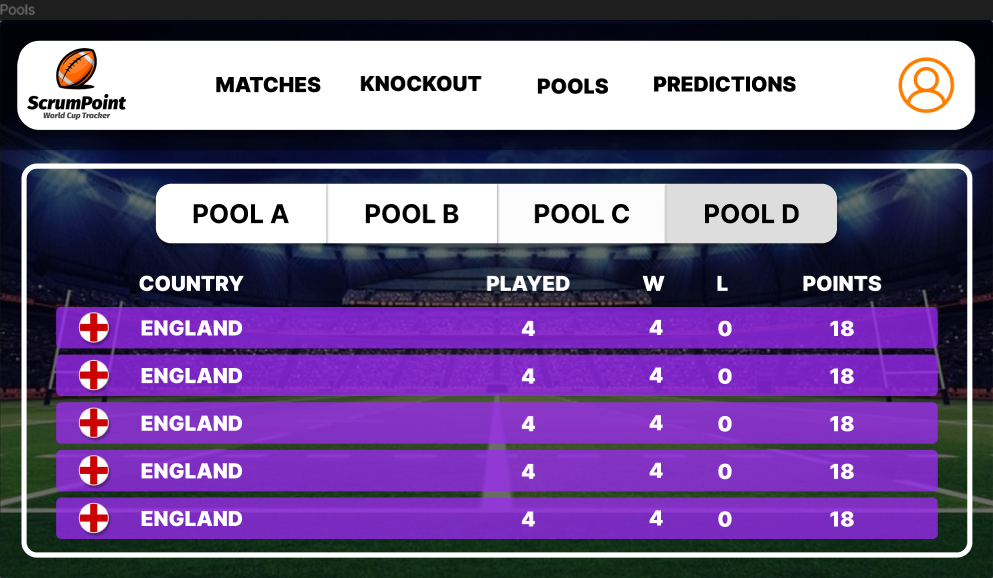 Pools
MATCHES KNOCKOUT POOLS PREDICTIONS
ScrumPoint
World Cup Tracker
POOL A POOL B POOL C POOL D
COUNTRY PLAYED W L POINTS
ENGLAND 4 4 0 18
ENGLAND 4 4 0 18
ENGLAND 4 4 0 18
ENGLAND 4 4 0 18
ENGLAND 4 4 0 18